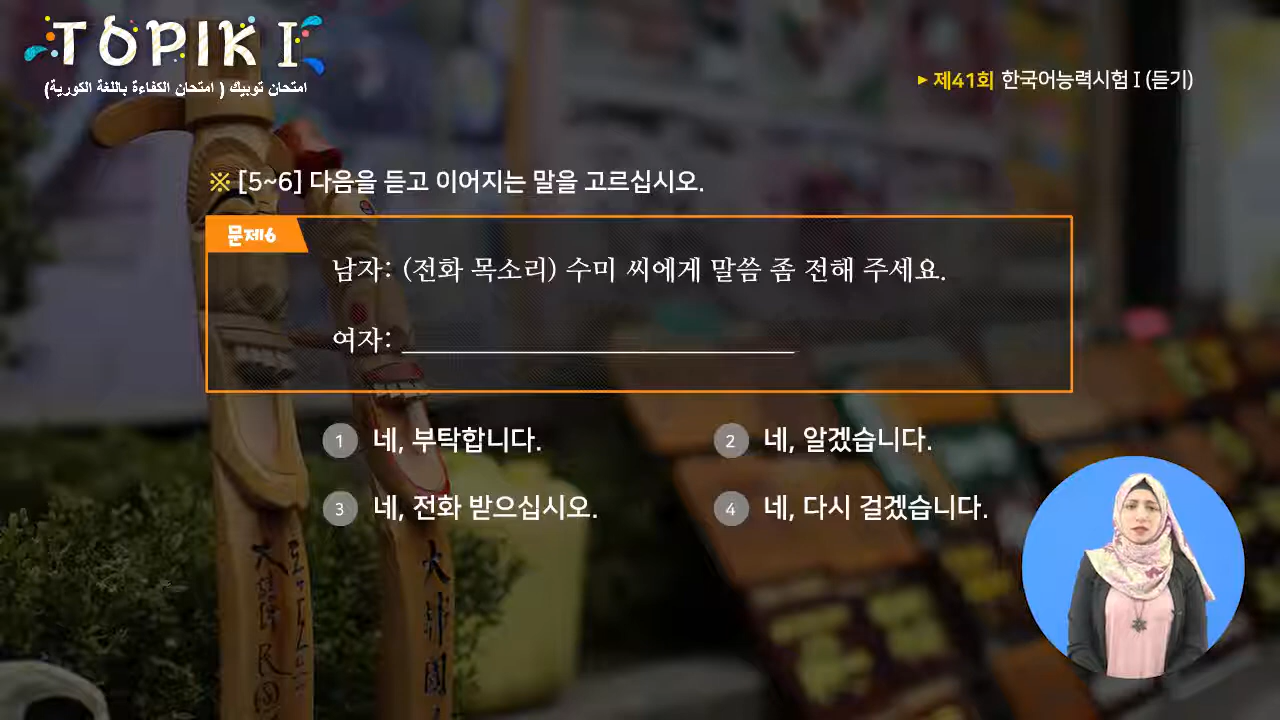 TOPIK I
امتحان توبيك ( امتحان الكفاءة باللغة الكورية)
▶ 제41회 한국어능력시험 I (듣기)
※ [5~6] 다음을 듣고 이어지는 말을 고르십시오.
문제6
남자: (전화 목소리) 수미 씨에게 말씀 좀 전해 주세요.
여자:
1 네, 부탁합니다.
2 네, 알겠습니다.
3 네, 전화 받으십시오.
4 네, 다시 걸겠습니다.